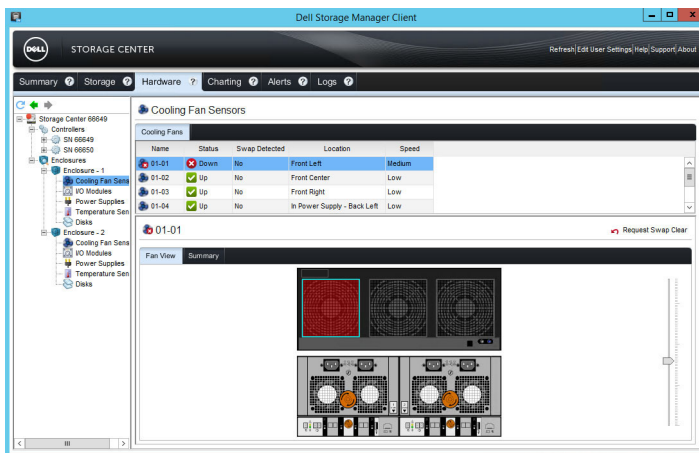 Dell Storage Manager Client
DELL STORAGE CENTER Refresh Edit User Settings Help Support About
Summary ? Storage ? Hardware ? Charting ? Alerts ? Logs ?
Storage Center 66649
Controllers
SN 66649
SN 66650
Enclosures
Enclosure - 1
Cooling Fan Sens
I/O Modules
Power Supplies
Temperature Sen
Disks
Enclosure - 2
Cooling Fan Sens
I/O Modules
Power Supplies
Temperature Sen
Disks
Cooling Fan Sensors
Cooling Fans
Name Status Swap Detected Location Speed
01-01 Down No Front Left Medium
01-02 Up No Front Center Low
01-03 Up No Front Right Low
01-04 Up No In Power Supply - Back Left Low
01-01 Request Swap Clear
Fan View Summary